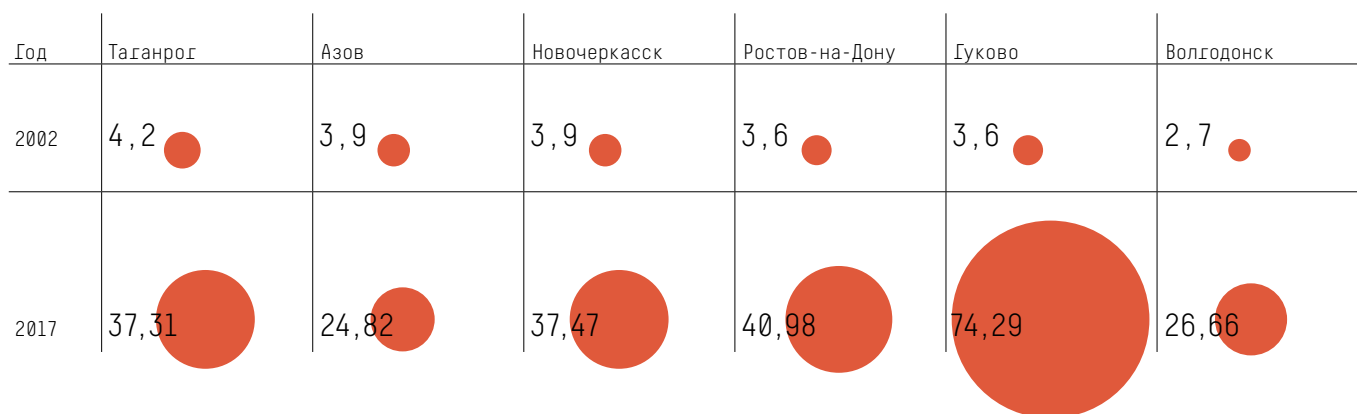 Год Таганрог Азов Новочеркасск Ростов-на-Дону Гуково Волгодонск
2002 4,2 3,9 3,9 3,6 3,6 2,7
2017 37,31 24,82 37,47 40,98 74,29 26,66